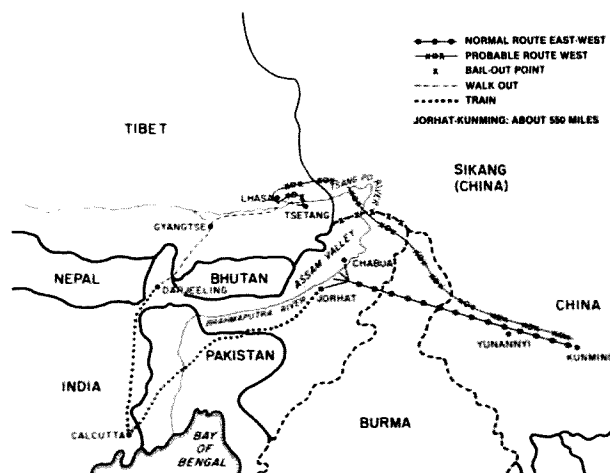 NORMAL ROUTE EAST-WEST
PROBABLE ROUTE WEST
BAIL-OUT POINT
WALK OUT
TRAIN
JORHAT-KUNMING: ABOUT 550 MILES
TIBET
SIKANG
(CHINA)
TSANG PO
RIVER
LHASA
TSETANG
GYANGTSE
ASSAM VALLEY
CHABUA
NEPAL
BHUTAN
DARJEELING
JORHAT
CHINA
BRAHMAPUTRA RIVER
YUNANNYI
KUNMING
PAKISTAN
INDIA
BURMA
CALCUTTA
BAY
OF
BENGAL